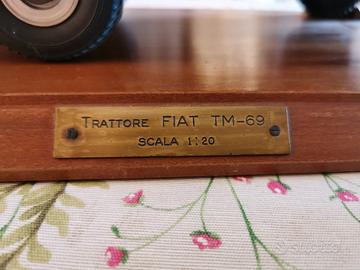 TRATTORE FIAT TM-69
SCALA 1:20